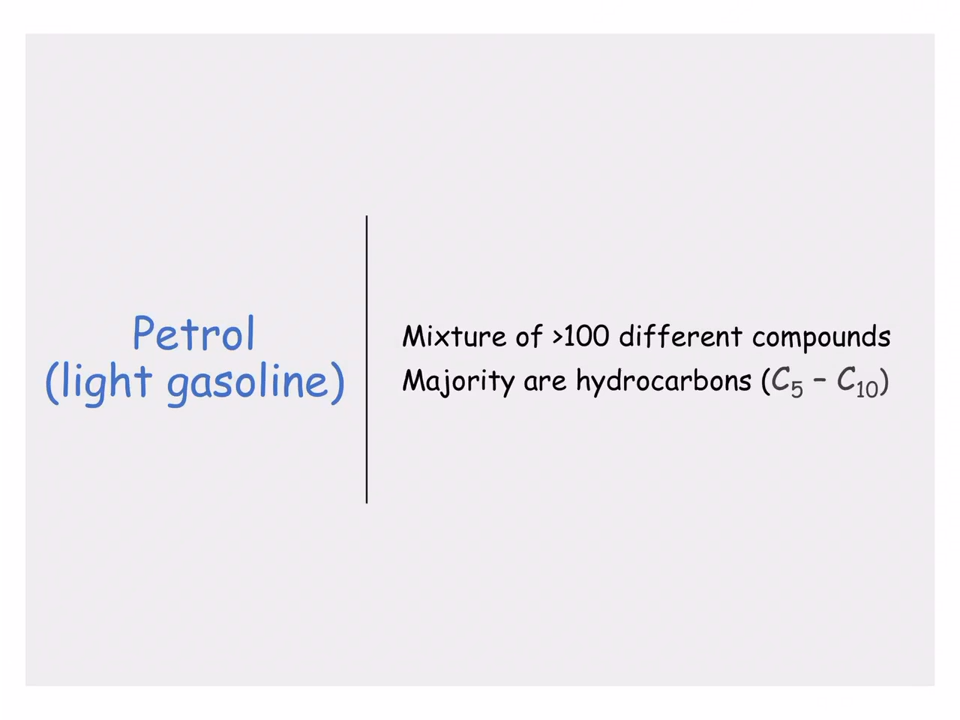 Petrol
(light gasoline)
Mixture of >100 different compounds
Majority are hydrocarbons (C₅ – C₁₀)